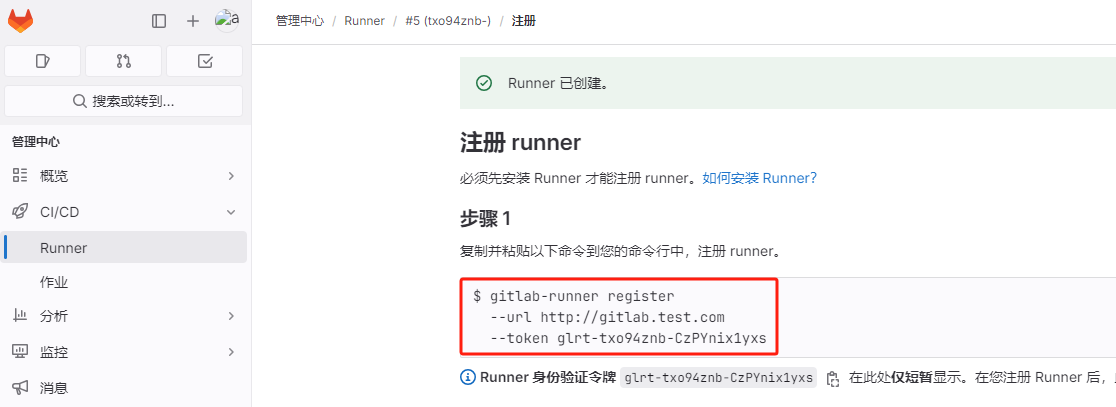 a
管理中心 / Runner / #5 (txo94znb-) / 注册
搜索或转到...
Runner 已创建。
管理中心
概览
CI/CD
Runner
作业
分析
监控
消息
注册 runner
必须先安装 Runner 才能注册 runner。如何安装 Runner?
步骤 1
复制并粘贴以下命令到您的命令行中，注册 runner。
$ gitlab-runner register
--url http://gitlab.test.com
--token glrt-txo94znb-CzPYnix1yxs
Runner 身份验证令牌 glrt-txo94znb-CzPYnix1yxs 在此处仅短暂显示。在您注册 Runner 后，